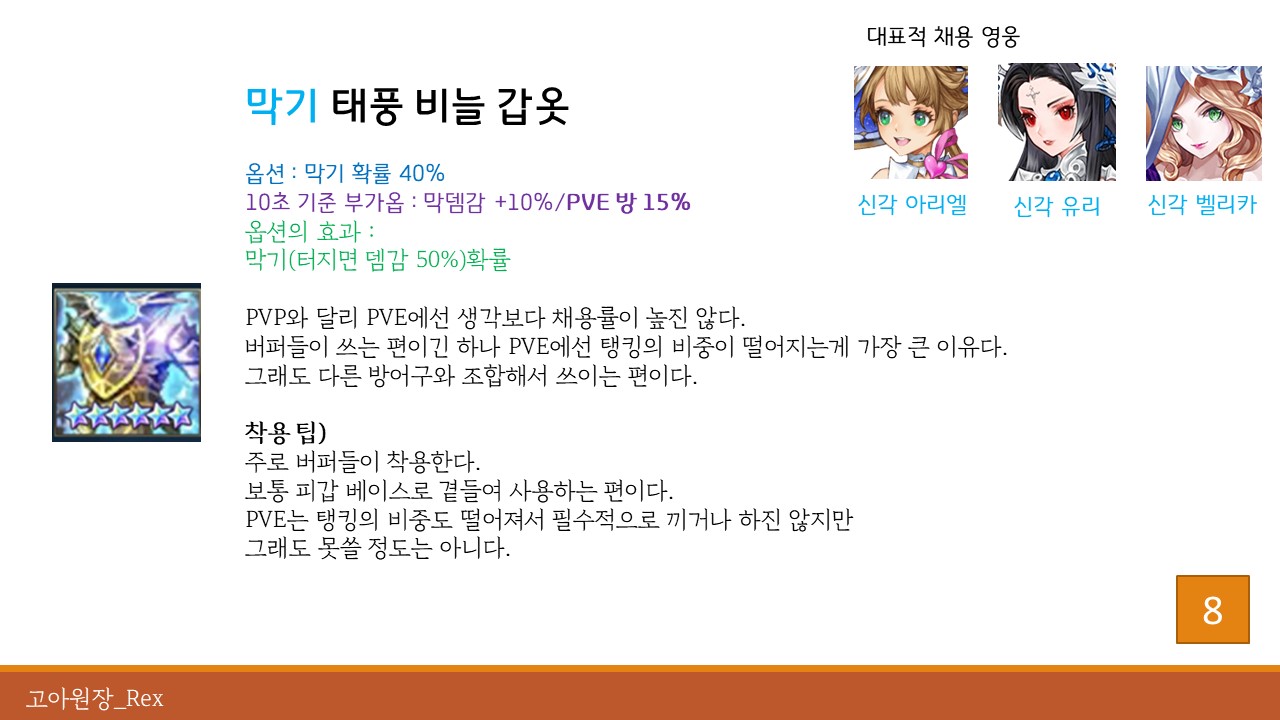 대표적 채용 영웅
막기 태풍 비늘 갑옷
신각 아리엘
신각 유리
신각 벨리카
옵션 : 막기 확률 40%
10초 기준 부가옵 : 막뎀감 +10%/PVE 방 15%
옵션의 효과 :
막기(터지면 뎀감 50%)확률
PVP와 달리 PVE에선 생각보다 채용률이 높진 않다.
버퍼들이 쓰는 편이긴 하나 PVE에선 탱킹의 비중이 떨어지는게 가장 큰 이유다.
그래도 다른 방어구와 조합해서 쓰이는 편이다.
착용 팁)
주로 버퍼들이 착용한다.
보통 피갑 베이스로 곁들여 사용하는 편이다.
PVE는 탱킹의 비중도 떨어져서 필수적으로 끼거나 하진 않지만
그래도 못쓸 정도는 아니다.
8
고아원장_Rex